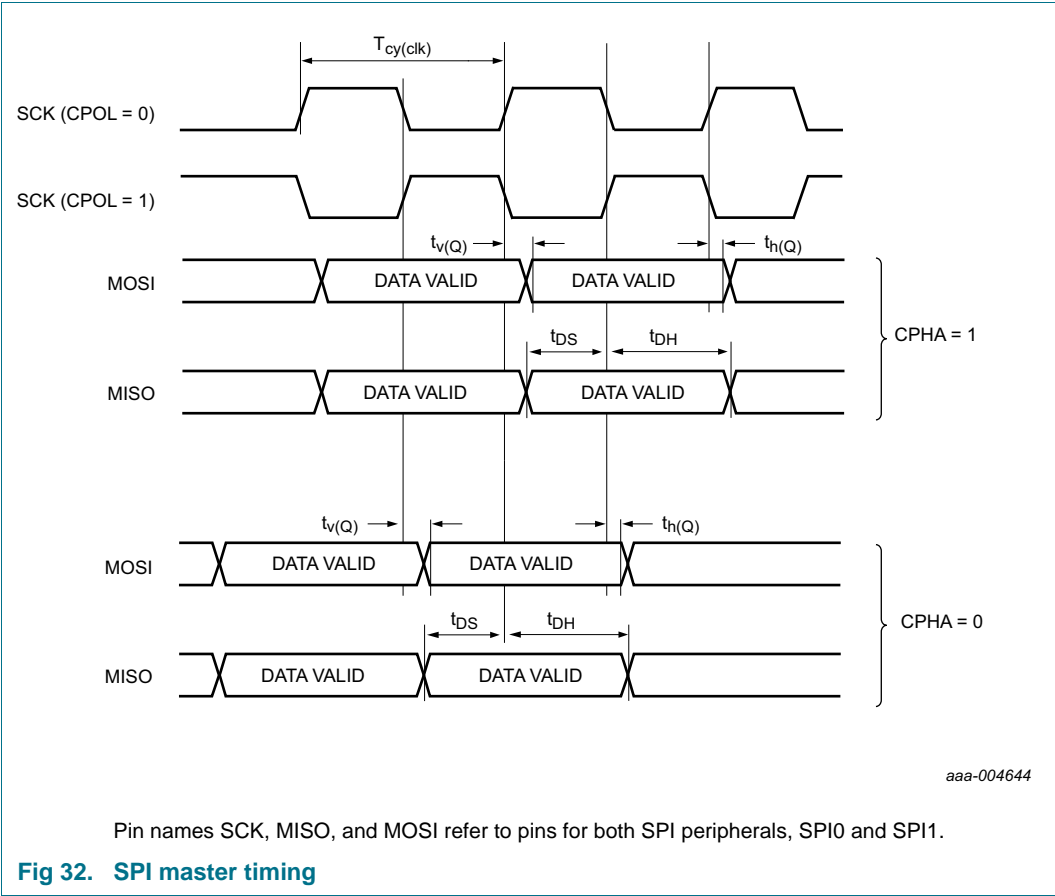 Tcy(clk)
SCK (CPOL = 0)
SCK (CPOL = 1)
tv(Q) th(Q)
MOSI DATA VALID DATA VALID
CPHA = 1
tDS tDH
MISO DATA VALID DATA VALID
tv(Q) th(Q)
MOSI DATA VALID DATA VALID
CPHA = 0
tDS tDH
MISO DATA VALID DATA VALID
aaa-004644
Pin names SCK, MISO, and MOSI refer to pins for both SPI peripherals, SPI0 and SPI1.
Fig 32. SPI master timing